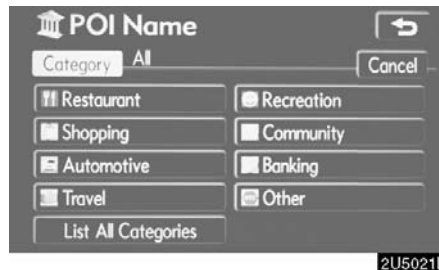 POI Name
Category All Cancel
Restaurant Recreation
Shopping Community
Automotive Banking
Travel Other
List All Categories
2U5021